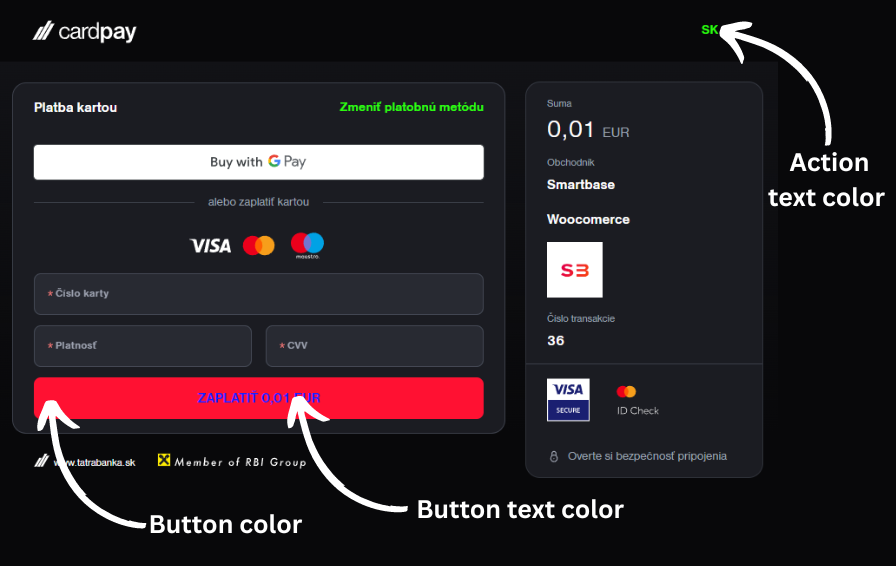 cardpay
SK
Platba kartou
Zmeniť platobnú metódu
Buy with G Pay
alebo zaplatiť kartou
VISA
maestro
* Číslo karty
* Platnosť
* CVV
ZAPLATIŤ 0,01 EUR
www.tatrabanka.sk
Member of RBI Group
Suma
0,01 EUR
Obchodník
Smartbase
Woocomerce
S3
Číslo transakcie
36
VISA
SECURE
ID Check
Overte si bezpečnosť pripojenia
Action
text color
Button color
Button text color